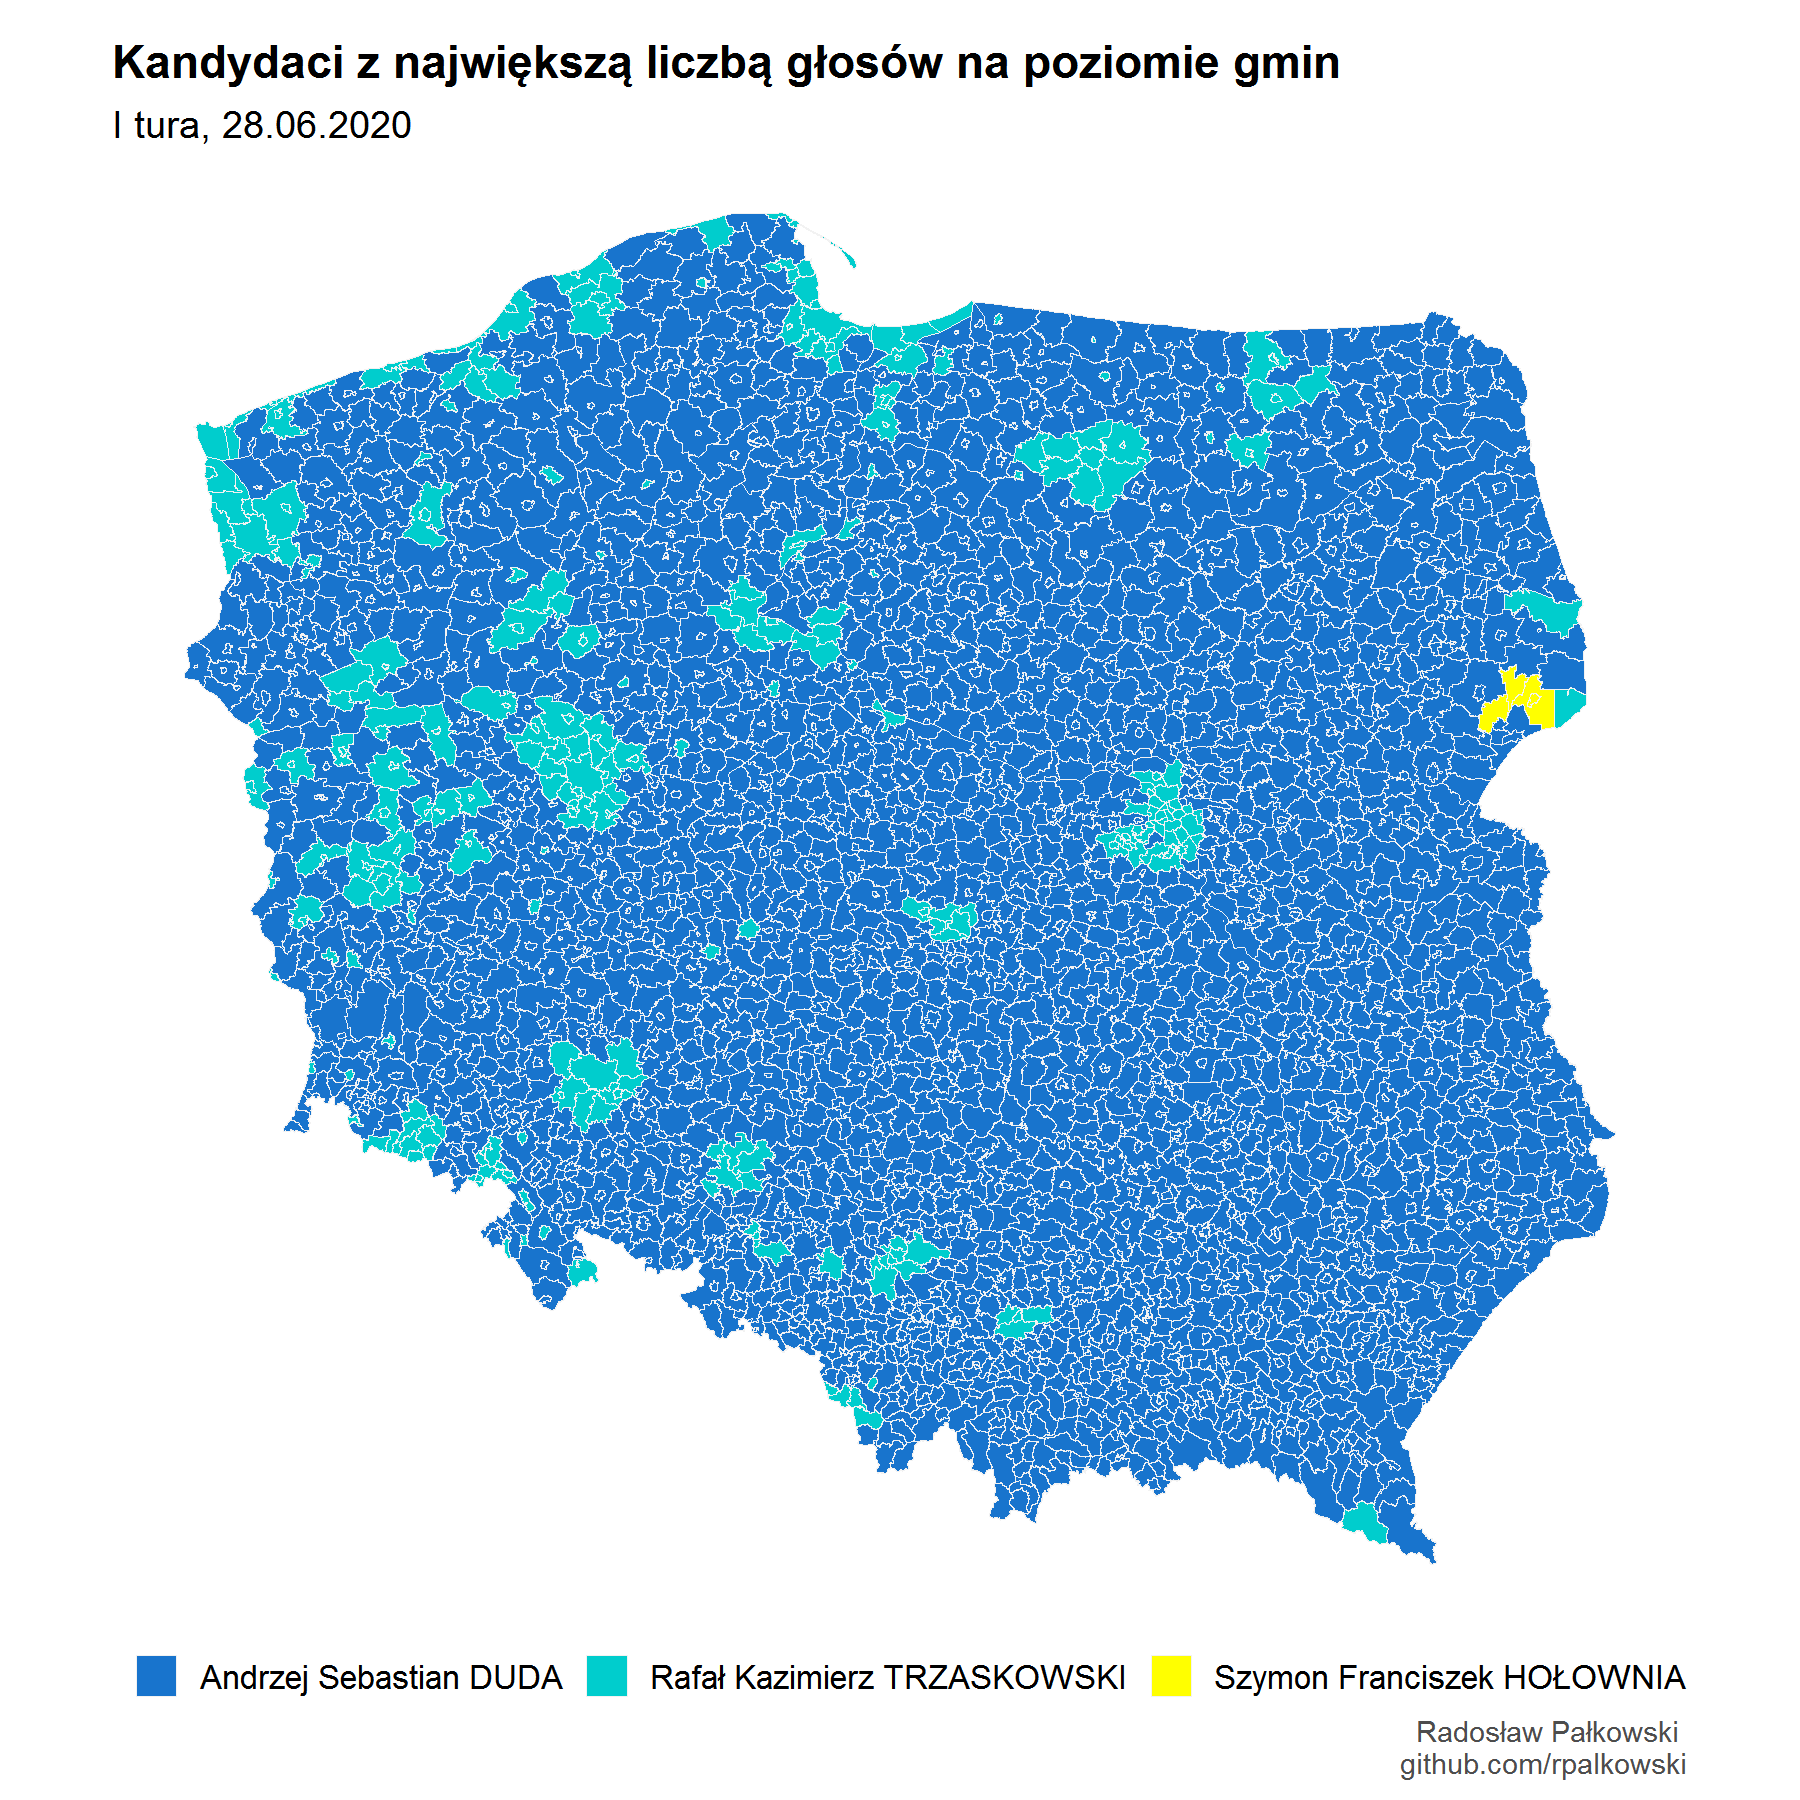 Kandydaci z największą liczbą głosów na poziomie gmin
I tura, 28.06.2020
Andrzej Sebastian DUDA
Rafał Kazimierz TRZASKOWSKI
Szymon Franciszek HOŁOWNIA
Radosław Pałkowski
github.com/rpalkowski